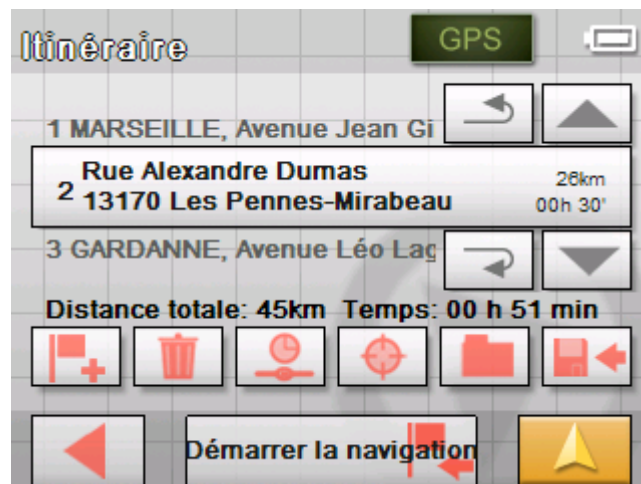 Itinéraire
GPS
1 MARSEILLE, Avenue Jean Gi
2 Rue Alexandre Dumas
13170 Les Pennes-Mirabeau
26km
00h 30'
3 GARDANNE, Avenue Léo Lag
Distance totale: 45km Temps: 00 h 51 min
Démarrer la navigation